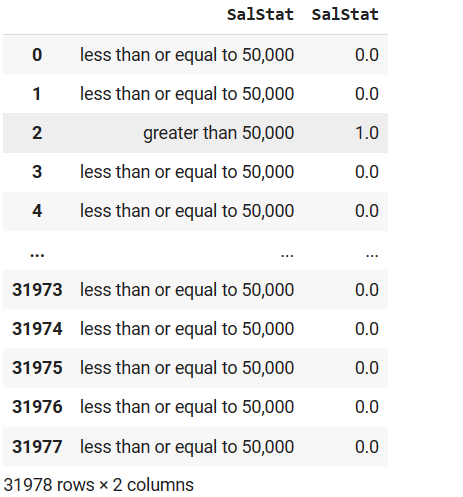 SalStat SalStat
0 less than or equal to 50,000 0.0
1 less than or equal to 50,000 0.0
2 greater than 50,000 1.0
3 less than or equal to 50,000 0.0
4 less than or equal to 50,000 0.0
... ... ...
31973 less than or equal to 50,000 0.0
31974 less than or equal to 50,000 0.0
31975 less than or equal to 50,000 0.0
31976 less than or equal to 50,000 0.0
31977 less than or equal to 50,000 0.0
31978 rows × 2 columns